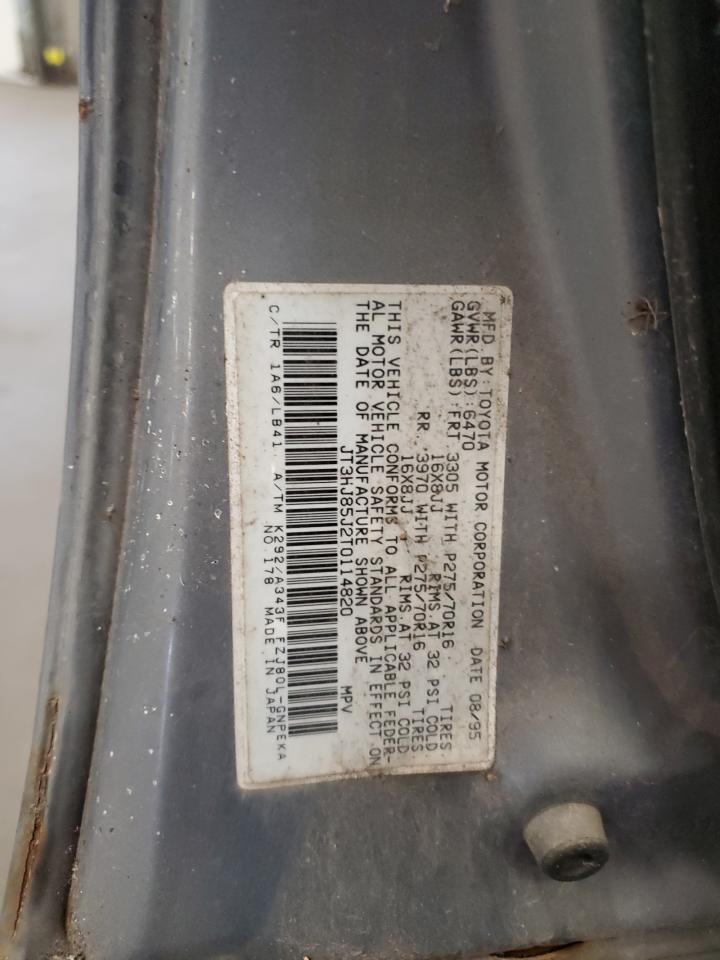 MFD. BY: TOYOTA MOTOR CORPORATION DATE 08/95
GVWR(LBS):6470
GAWR(LBS):FRT. 3305 WITH P275/70R16 . TIRES.
16X8JJ RIMS.AT 32 PSI COLD.
RR. 3970 WITH P275/70R16 TIRES
16X8JJ RIMS.AT 32 PSI COLD
THIS VEHICLE CONFORMS TO ALL APPLICABLE FEDER-
AL MOTOR VEHICLE SAFETY STANDARDS IN EFFECT ON
THE DATE OF MANUFACTURE SHOWN ABOVE
JT3HJ85J2T0114820 MPV
C/TR 1A6/LB41 A/TM K292/A343F FZJ80L-GNPEKA
NO.178 MADE IN JAPAN